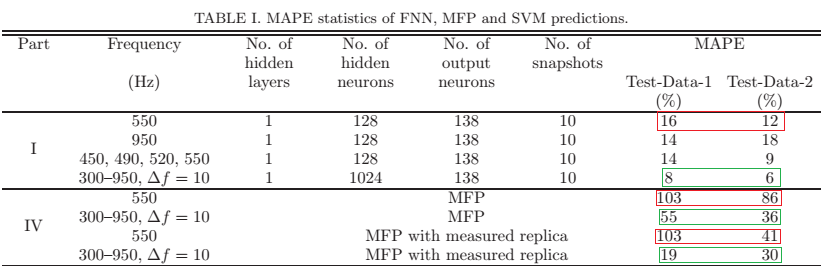 TABLE I. MAPE statistics of FNN, MFP and SVM predictions.
Part Frequency No. of No. of No. of No. of MAPE
hidden hidden output snapshots
(Hz) layers neurons neurons Test-Data-1 Test-Data-2
(%) (%)
550 1 128 138 10 16 12
950 1 128 138 10 14 18
I
450, 490, 520, 550 1 128 138 10 14 9
300–950, Δf = 10 1 1024 138 10 8 6
550 MFP 103 86
300–950, Δf = 10 MFP 55 36
IV
550 MFP with measured replica 103 41
300–950, Δf = 10 MFP with measured replica 19 30